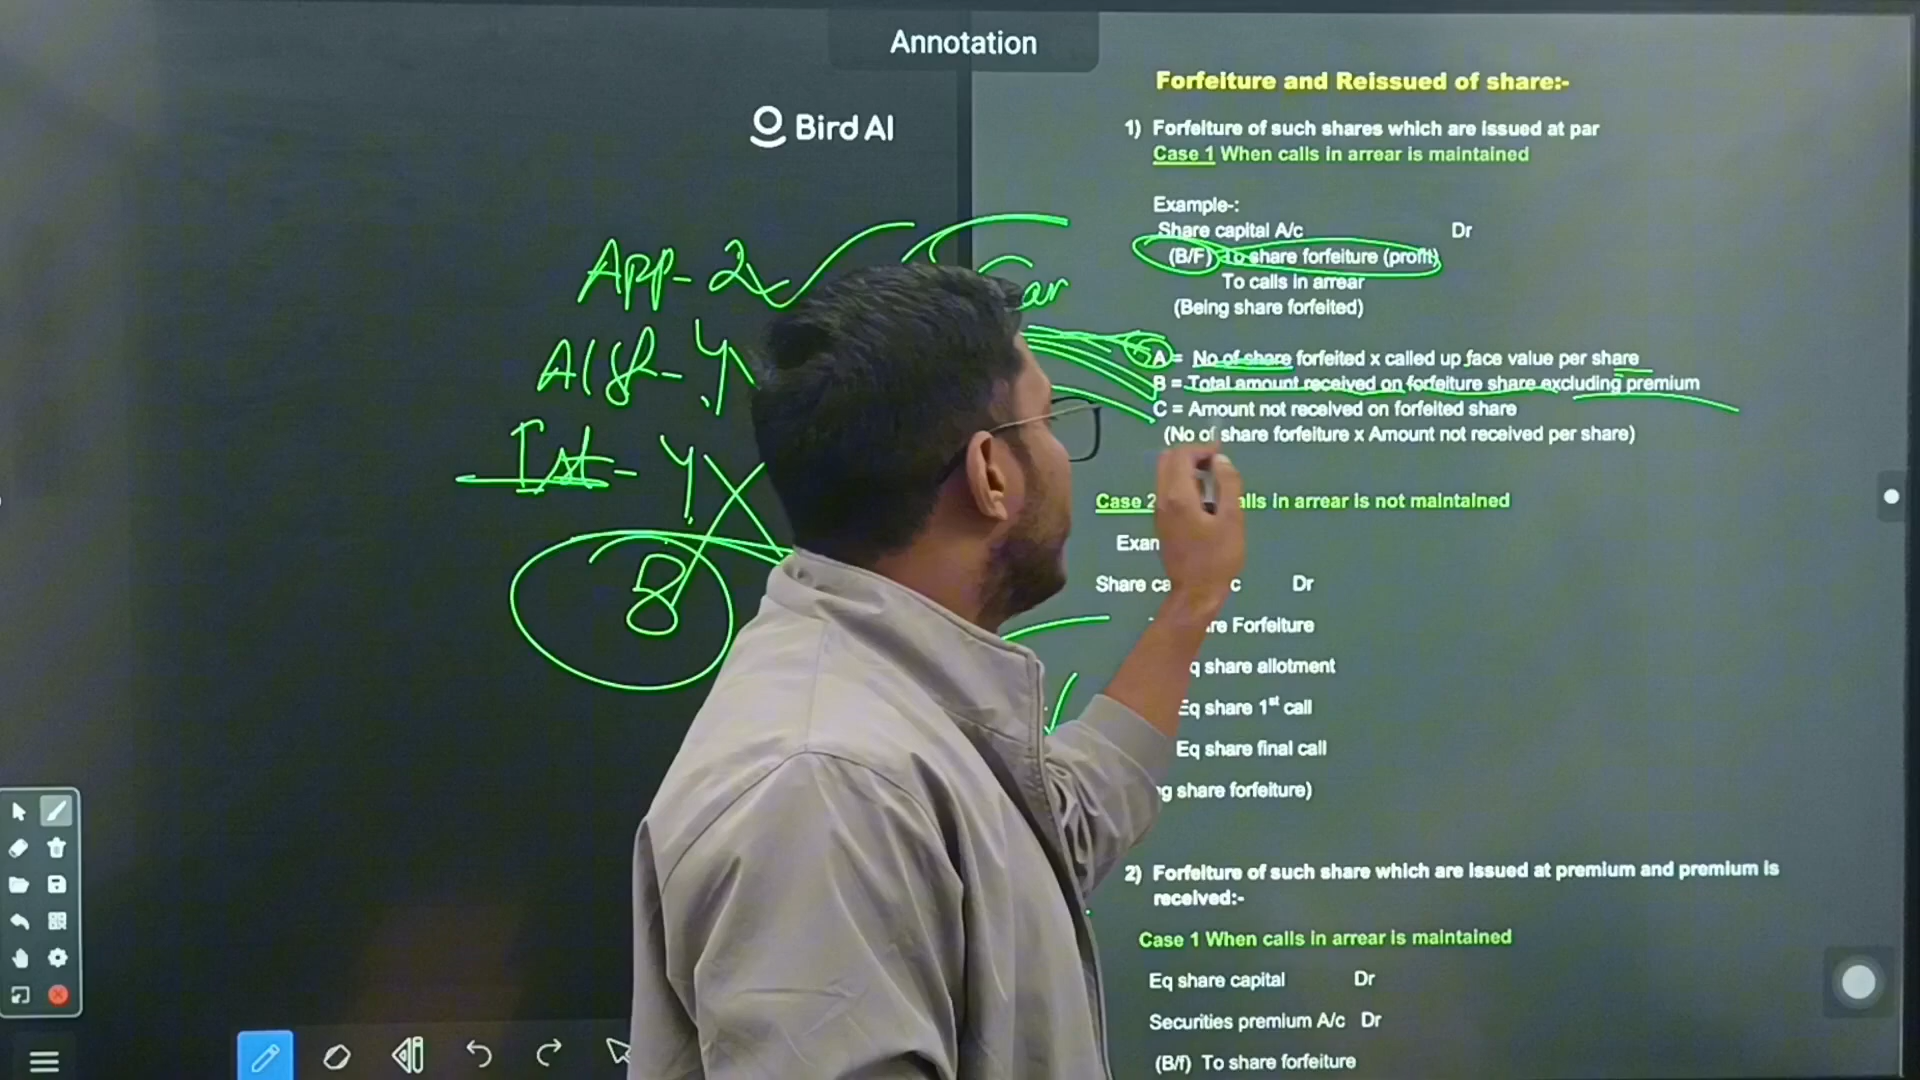 Annotation
Bird AI
App-2
Al
Ist-
8
Forfeiture and Reissued of share:-
1) Forfeiture of such shares which are issued at par
Case 1 When calls in arrear is maintained
Example-:
Share capital A/c Dr
(B/F) To share forfeiture (profit)
To calls in arrear
(Being share forfeited)
A = No of share forfeited x called up face value per share
B = Total amount received on forfeiture share excluding premium
C = Amount not received on forfeited share
(No of share forfeiture x Amount not received per share)
Case 2 alls in arrear is not maintained
Exam
Share ca c Dr
re Forfeiture
q share allotment
Eq share 1st call
Eq share final call
g share forfeiture)
2) Forfeiture of such share which are issued at premium and premium is
received:-
Case 1 When calls in arrear is maintained
Eq share capital Dr
Securities premium A/c Dr
(B/f) To share forfeiture